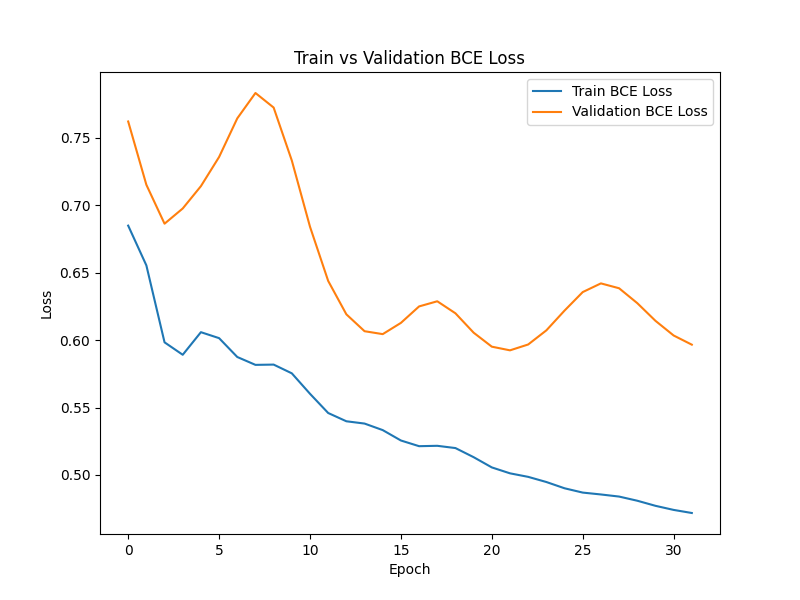 Train vs Validation BCE Loss
Train BCE Loss
Validation BCE Loss
0.75
0.70
0.65
0.60
0.55
0.50
Loss
0 5 10 15 20 25 30
Epoch